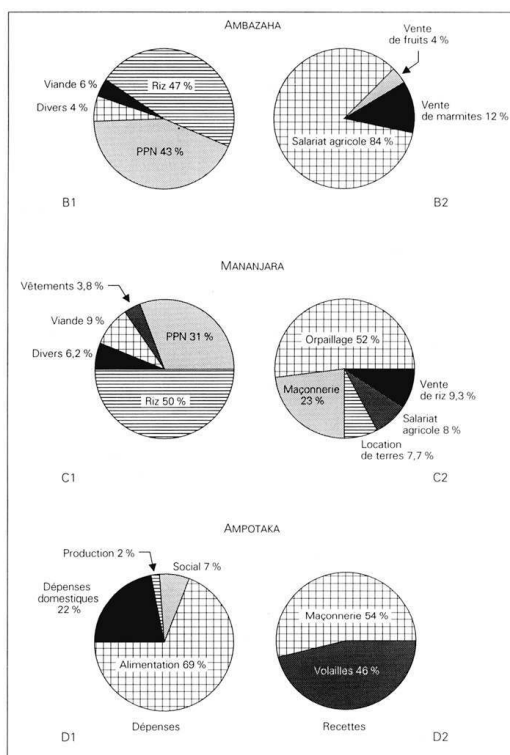 AMBAZAHA
Viande 6 %
Divers 4 %
Riz 47 %
PPN 43 %
B1
Vente
de fruits 4 %
Vente
de marmites 12 %
Salariat agricole 84 %
B2
MANANJARA
Vêtements 3,8 %
Viande 9 %
Divers 6,2 %
PPN 31 %
Riz 50 %
C1
Orpaillage 52 %
Maçonnerie
23 %
Vente
de riz 9,3 %
Salariat
agricole 8 %
Location
de terres 7,7 %
C2
AMPOTAKA
Production 2 %
Social 7 %
Dépenses
domestiques
22 %
Alimentation 69 %
D1
Dépenses
Maçonnerie 54 %
Volailles 46 %
Recettes
D2